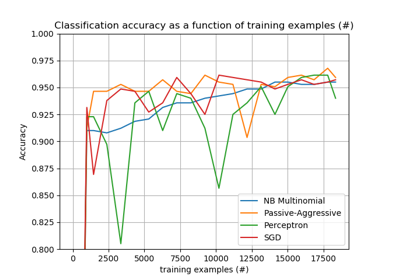 Classification accuracy as a function of training examples (#)
1.000
0.975
0.950
0.925
0.900
0.875
0.850
0.825
0.800
Accuracy
NB Multinomial
Passive-Aggressive
Perceptron
SGD
0 2500 5000 7500 10000 12500 15000 17500
training examples (#)